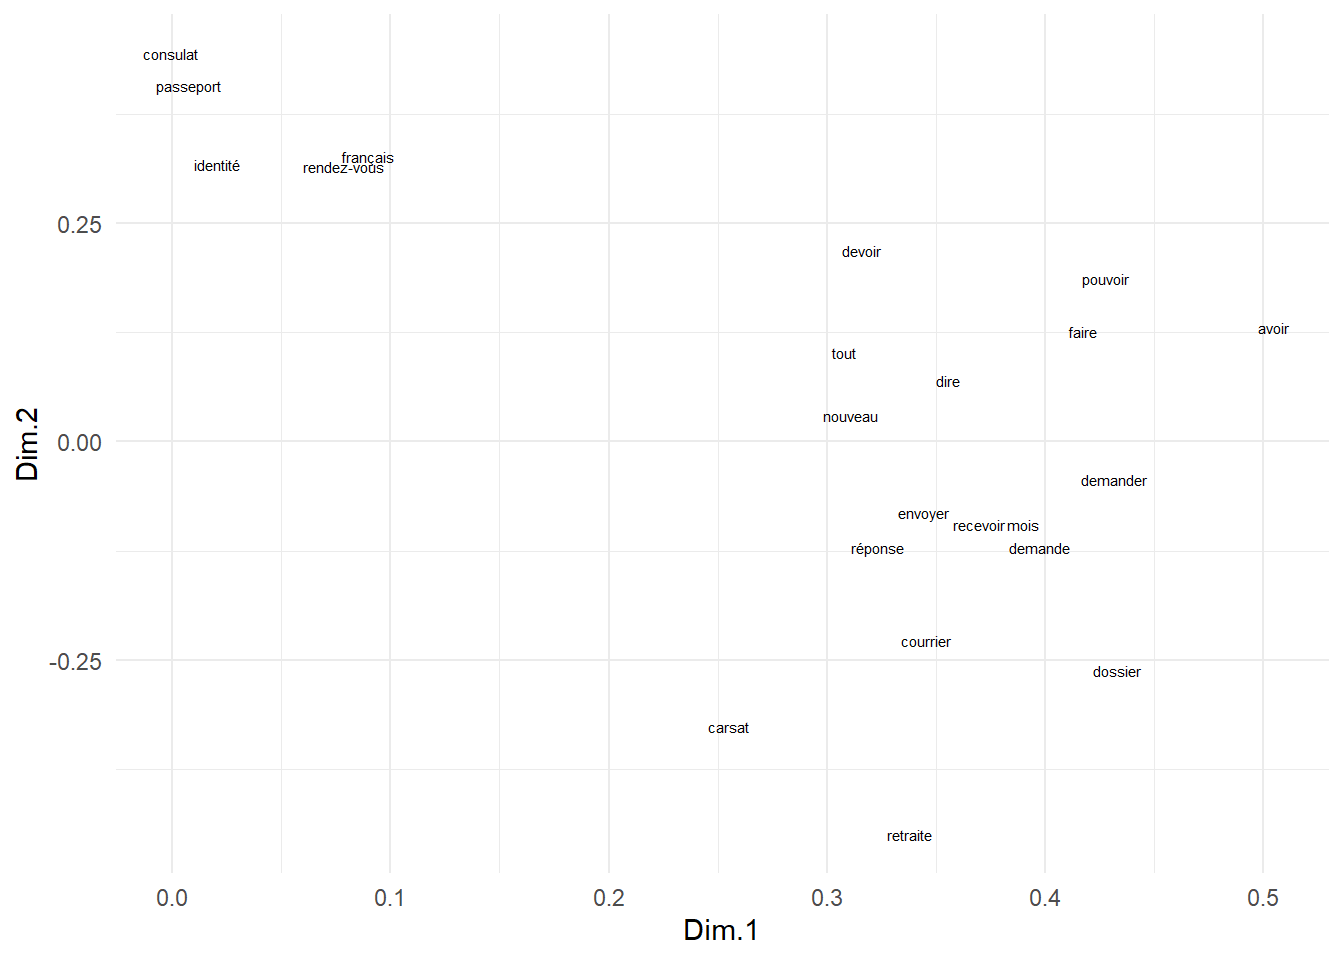 consulat
passeport
français
identité
rendez-vous
0.25
devoir
pouvoir
avoir
faire
tout
dire
nouveau
0.00
Dim.2
demander
envoyer
recevoir mois
réponse
demande
courrier
-0.25
dossier
carsat
retraite
0.0 0.1 0.2 0.3 0.4 0.5
Dim.1